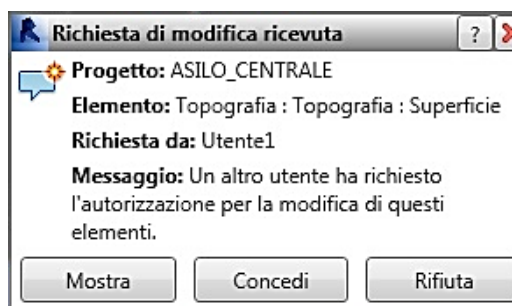 Richiesta di modifica ricevuta
?
Progetto: ASILO_CENTRALE
Elemento: Topografia : Topografia : Superficie
Richiesta da: Utente1
Messaggio: Un altro utente ha richiesto
l'autorizzazione per la modifica di questi
elementi.
Mostra Concedi Rifiuta